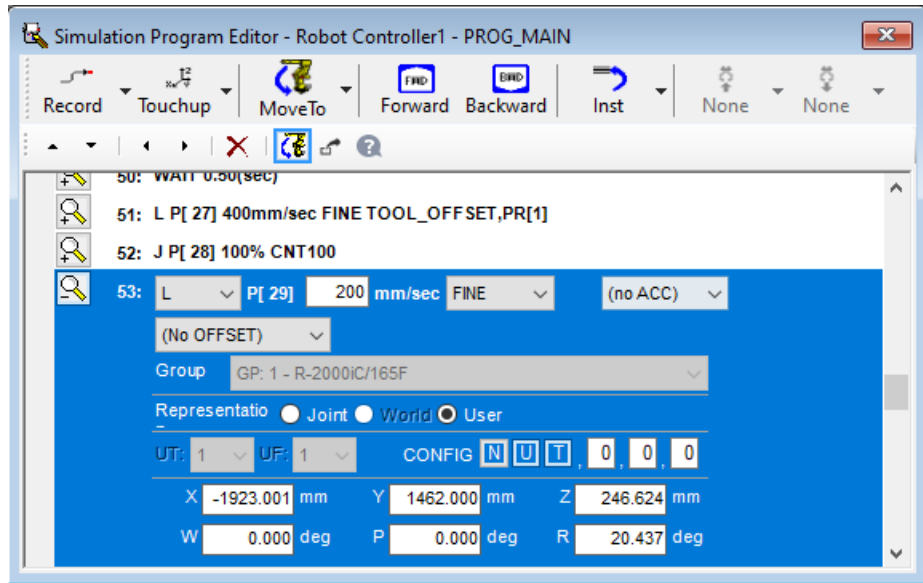 Simulation Program Editor - Robot Controller1 - PROG_MAIN
Record Touchup MoveTo Forward Backward Inst None None
FWD BWD
50: WAIT 0.50(sec)
51: L P[ 27] 400mm/sec FINE TOOL_OFFSET,PR[1]
52: J P[ 28] 100% CNT100
53: L P[ 29] 200 mm/sec FINE (no ACC)
(No OFFSET)
Group GP: 1 - R-2000iC/165F
Representatio Joint World User
UT: 1 UF: 1 CONFIG N U T , 0 , 0 , 0
X -1923.001 mm Y 1462.000 mm Z 246.624 mm
W 0.000 deg P 0.000 deg R 20.437 deg